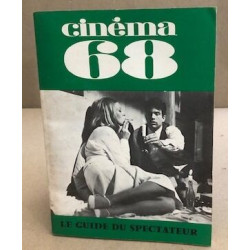 cinéma
68
LE GUIDE DU SPECTATEUR